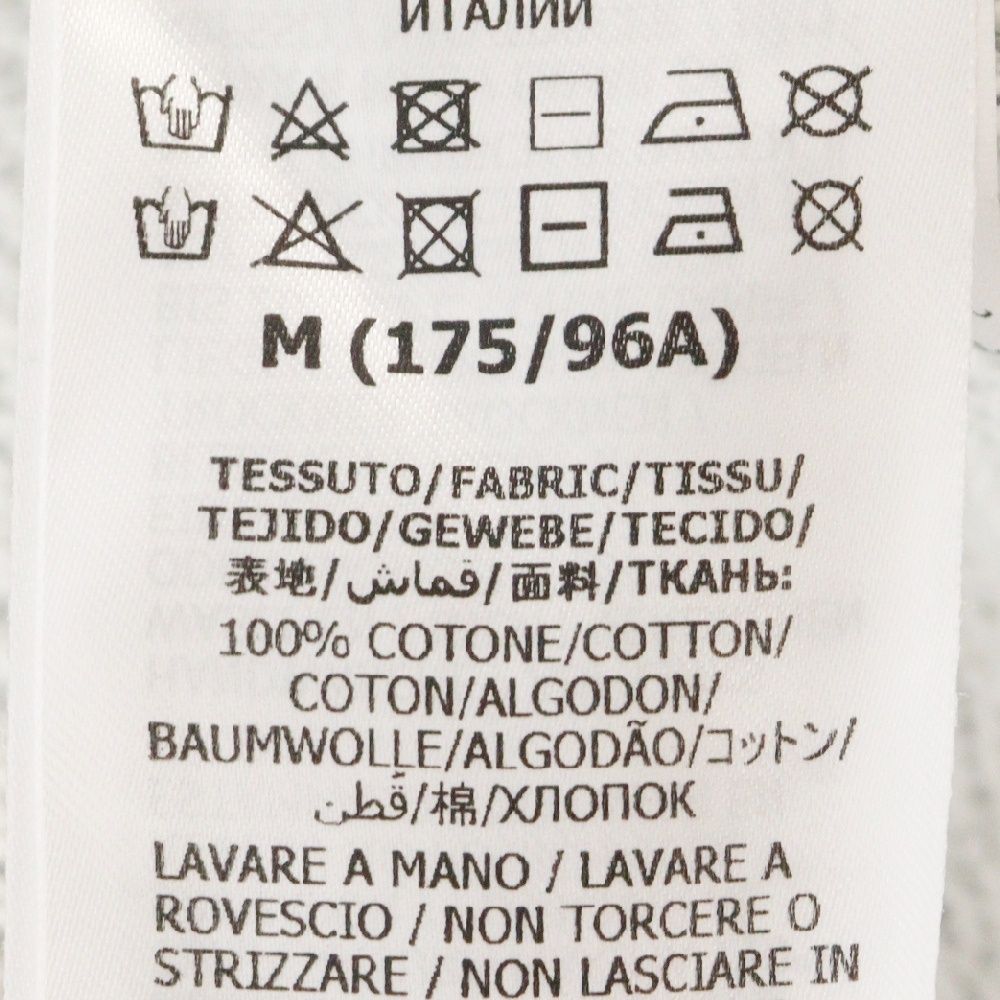 ИТАЛИИ
M (175/96A)
TESSUTO/FABRIC/TISSU/
TEJIDO/GEWEBE/TECIDO/
表地/قماش/面料/ТКАНЬ:
100% COTONE/COTTON/
COTON/ALGODON/
BAUMWOLLE/ALGODÃO/コットン/
قطن/棉/ХЛОПОК
LAVARE A MANO / LAVARE A
ROVESCIO / NON TORCERE O
STRIZZARE / NON LASCIARE IN